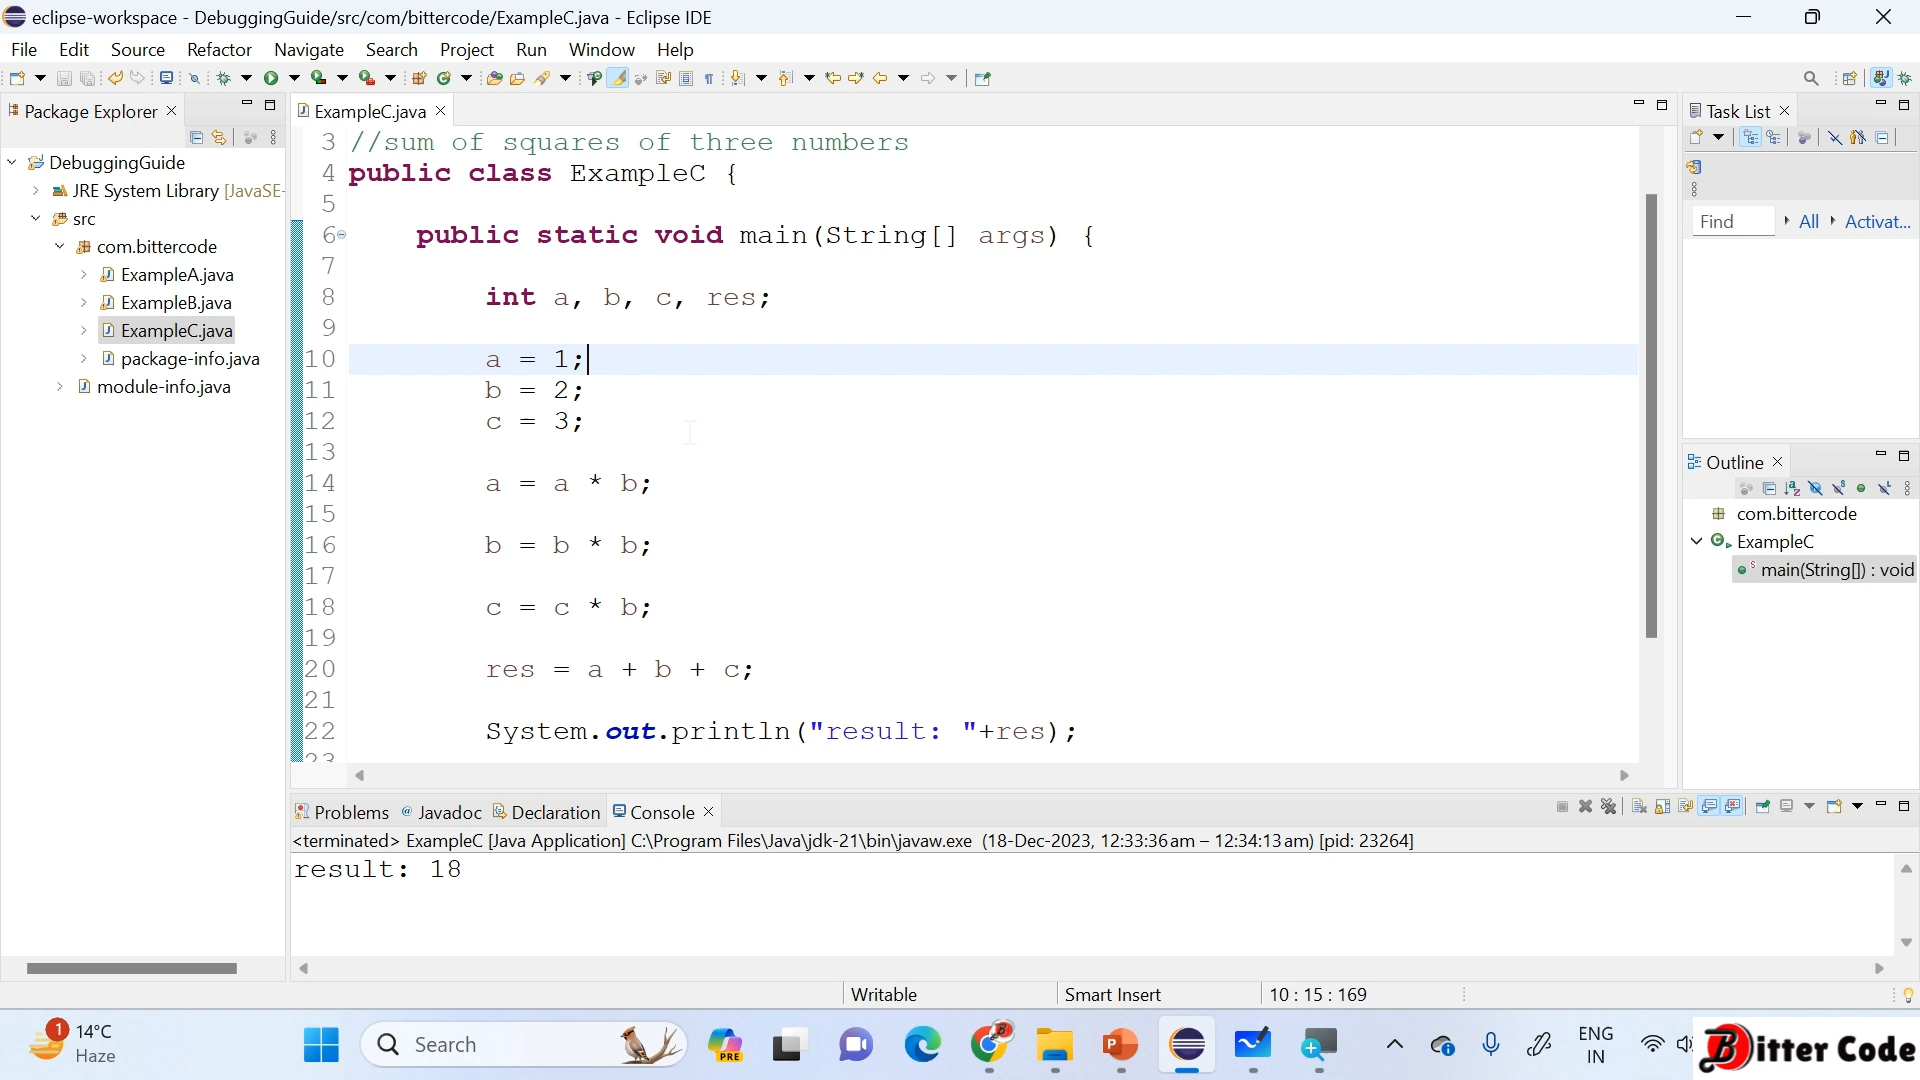 eclipse-workspace - DebuggingGuide/src/com/bittercode/ExampleC.java - Eclipse IDE
File Edit Source Refactor Navigate Search Project Run Window Help
Package Explorer
DebuggingGuide
JRE System Library [JavaSE-
src
com.bittercode
ExampleA.java
ExampleB.java
ExampleC.java
package-info.java
module-info.java
ExampleC.java
3 //sum of squares of three numbers
4 public class ExampleC {
5
6 public static void main(String[] args) {
7
8 int a, b, c, res;
9
10 a = 1;
11 b = 2;
12 c = 3;
13
14 a = a * b;
15
16 b = b * b;
17
18 c = c * b;
19
20 res = a + b + c;
21
22 System.out.println("result: "+res);
23
Task List
Find All Activat...
Outline
com.bittercode
ExampleC
main(String[]) : void
Problems @ Javadoc Declaration Console
<terminated> ExampleC [Java Application] C:\Program Files\Java\jdk-21\bin\javaw.exe (18-Dec-2023, 12:33:36 am – 12:34:13 am) [pid: 23264]
result: 18
Writable Smart Insert 10 : 15 : 169
1
14°C
Haze
Search
PRE
ENG
IN
Bitter Code